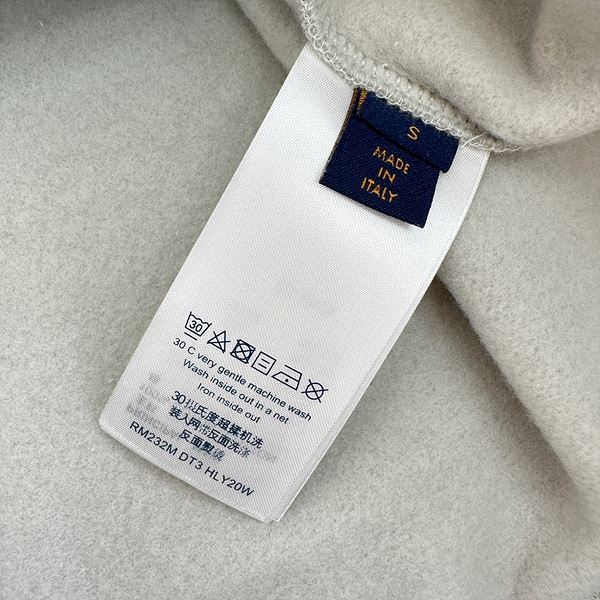 S
MADE
IN
ITALY
30
30 C very gentle machine wash
Wash inside out in a net
Iron inside out
30摄氏度超揉机洗
装入网带反面洗涤
反面熨烫
RM232M DT3 HLY20W